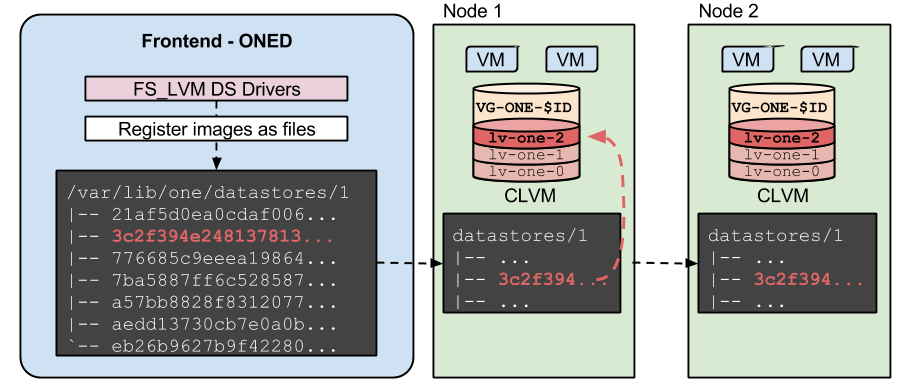 Frontend - ONED
FS_LVM DS Drivers
Register images as files
/var/lib/one/datastores/1
|-- 21af5d0ea0cdaf006...
|-- 3c2f394e248137813...
|-- 776685c9eeea19864...
|-- 7ba5887ff6c528587...
|-- a57bb8828f8312077...
|-- aedd13730cb7e0a0b...
`-- eb26b9627b9f42280...
Node 1
VM VM
VG-ONE-$ID
lv-one-2
lv-one-1
lv-one-0
CLVM
datastores/1
|-- ...
|-- 3c2f394...
|-- ...
Node 2
VM VM
VG-ONE-$ID
lv-one-2
lv-one-1
lv-one-0
CLVM
datastores/1
|-- ...
|-- 3c2f394...
|-- ...